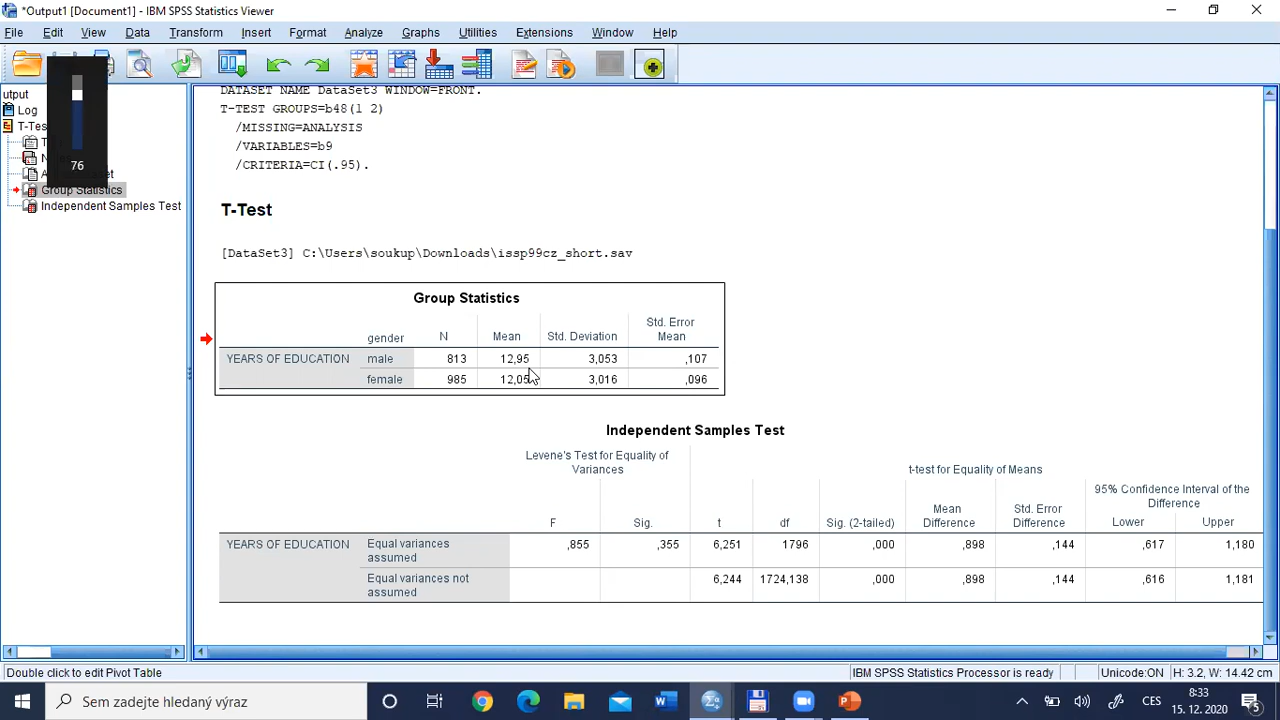 *Output1 [Document1] - IBM SPSS Statistics Viewer
File Edit View Data Transform Insert Format Analyze Graphs Utilities Extensions Window Help
utput
Log
T-Tes
Group Statistics
Independent Samples Test
76
DATASET NAME DataSet3 WINDOW=FRONT.
T-TEST GROUPS=b48(1 2)
/MISSING=ANALYSIS
/VARIABLES=b9
/CRITERIA=CI(.95).
T-Test
[DataSet3] C:\Users\soukup\Downloads\issp99cz_short.sav
Group Statistics
gender N Mean Std. Deviation Std. Error Mean
YEARS OF EDUCATION male 813 12,95 3,053 ,107
female 985 12,05 3,016 ,096
Independent Samples Test
Levene's Test for Equality of Variances t-test for Equality of Means
95% Confidence Interval of the Difference
F Sig. t df Sig. (2-tailed) Mean Difference Std. Error Difference Lower Upper
YEARS OF EDUCATION Equal variances assumed ,855 ,355 6,251 1796 ,000 ,898 ,144 ,617 1,180
Equal variances not assumed 6,244 1724,138 ,000 ,898 ,144 ,616 1,181
Double click to edit Pivot Table IBM SPSS Statistics Processor is ready Unicode:ON H: 3.2, W: 14.42 cm
Sem zadejte hledaný výraz CES 8:33
15. 12. 2020 5